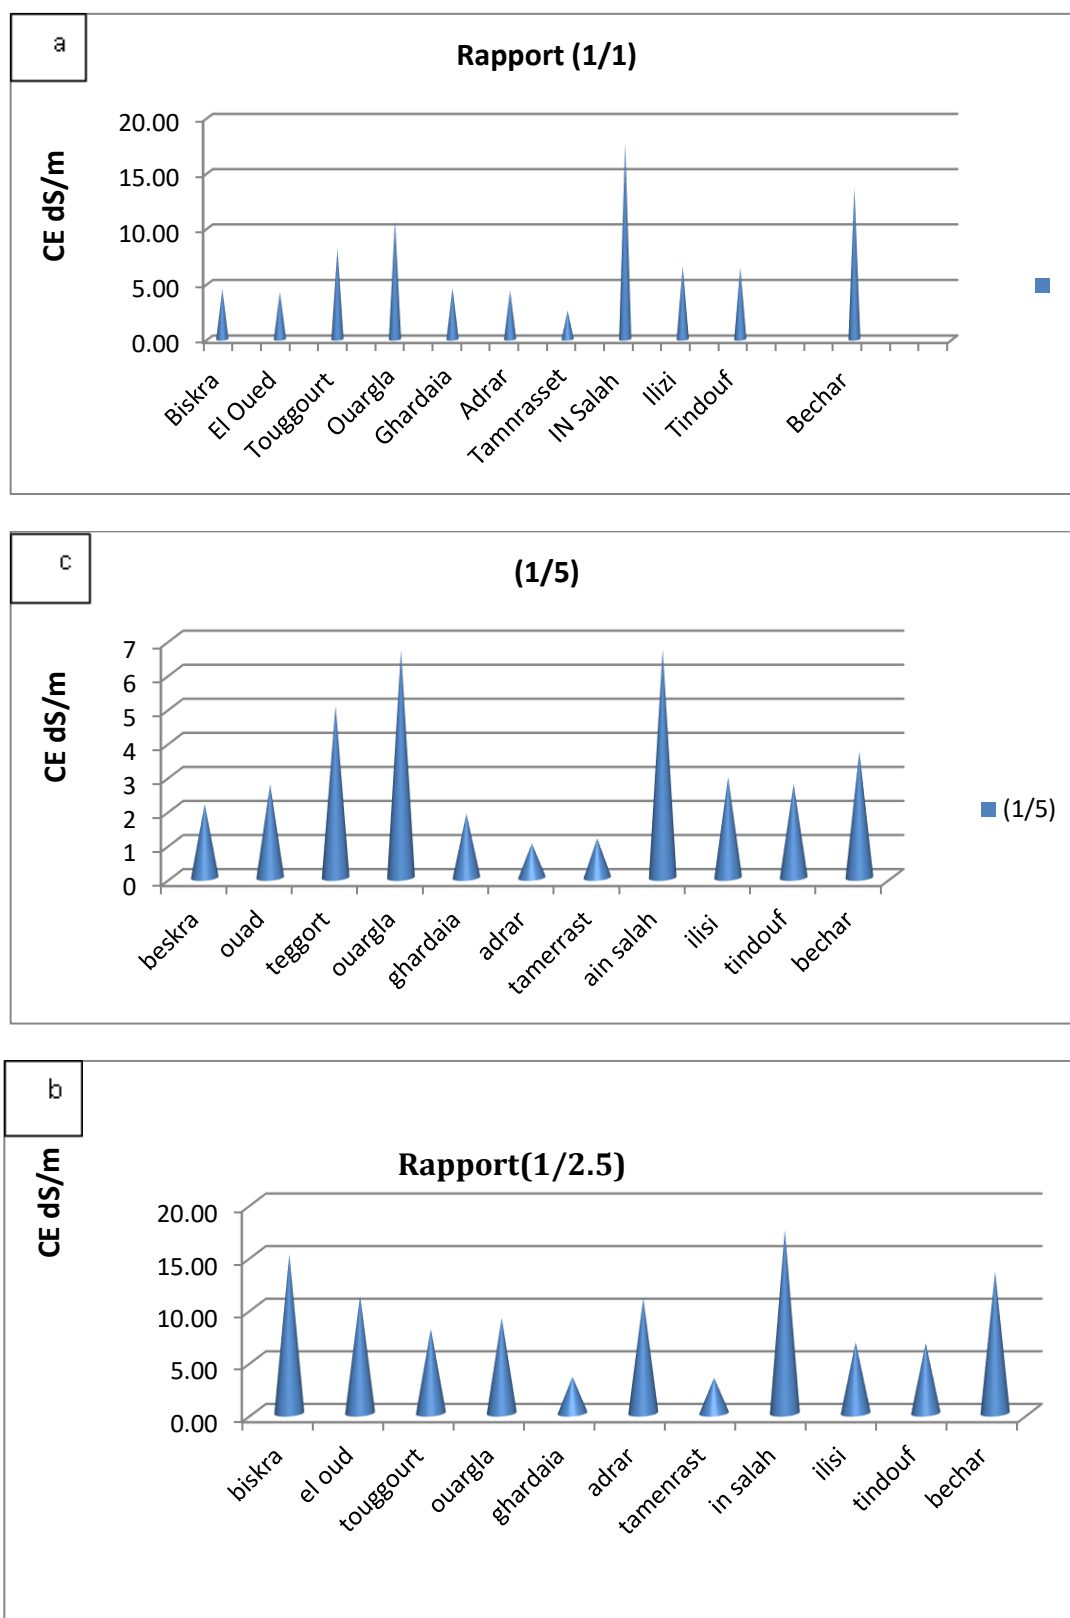 a
Rapport (1/1)
CE dS/m
20.00
15.00
10.00
5.00
0.00
Biskra
El Oued
Touggourt
Ouargla
Ghardaia
Adrar
Tamnrasset
IN Salah
Ilizi
Tindouf
Bechar
c
(1/5)
CE dS/m
7
6
5
4
3
2
1
0
beskra
ouad
teggort
ouargla
ghardaia
adrar
tamerrast
ain salah
ilisi
tindouf
bechar
(1/5)
b
Rapport(1/2.5)
CE dS/m
20.00
15.00
10.00
5.00
0.00
biskra
el oud
touggourt
ouargla
ghardaia
adrar
tamenrast
in salah
ilisi
tindouf
bechar